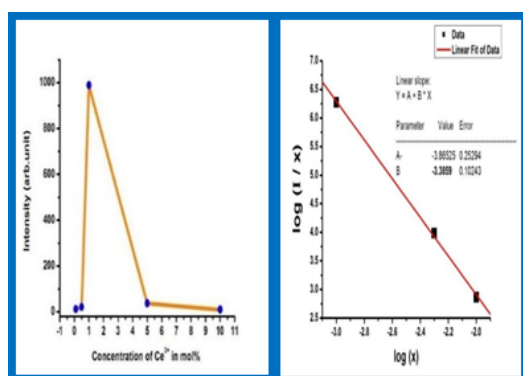 Intensity (arb.unit)
1000
800
600
400
200
0
-1 0 1 2 3 4 5 6 7 8 9 10 11
Concentration of Ce³⁺ in mol%
Data
Linear Fit of Data
Linear slope:
Y = A + B * X
Parameter Value Error
A- -3.86525 0.25294
B -3.3859 0.10243
log (I / x)
7.0
6.5
6.0
5.5
5.0
4.5
4.0
3.5
3.0
2.5
-3.0 -2.8 -2.6 -2.4 -2.2 -2.0
log (x)